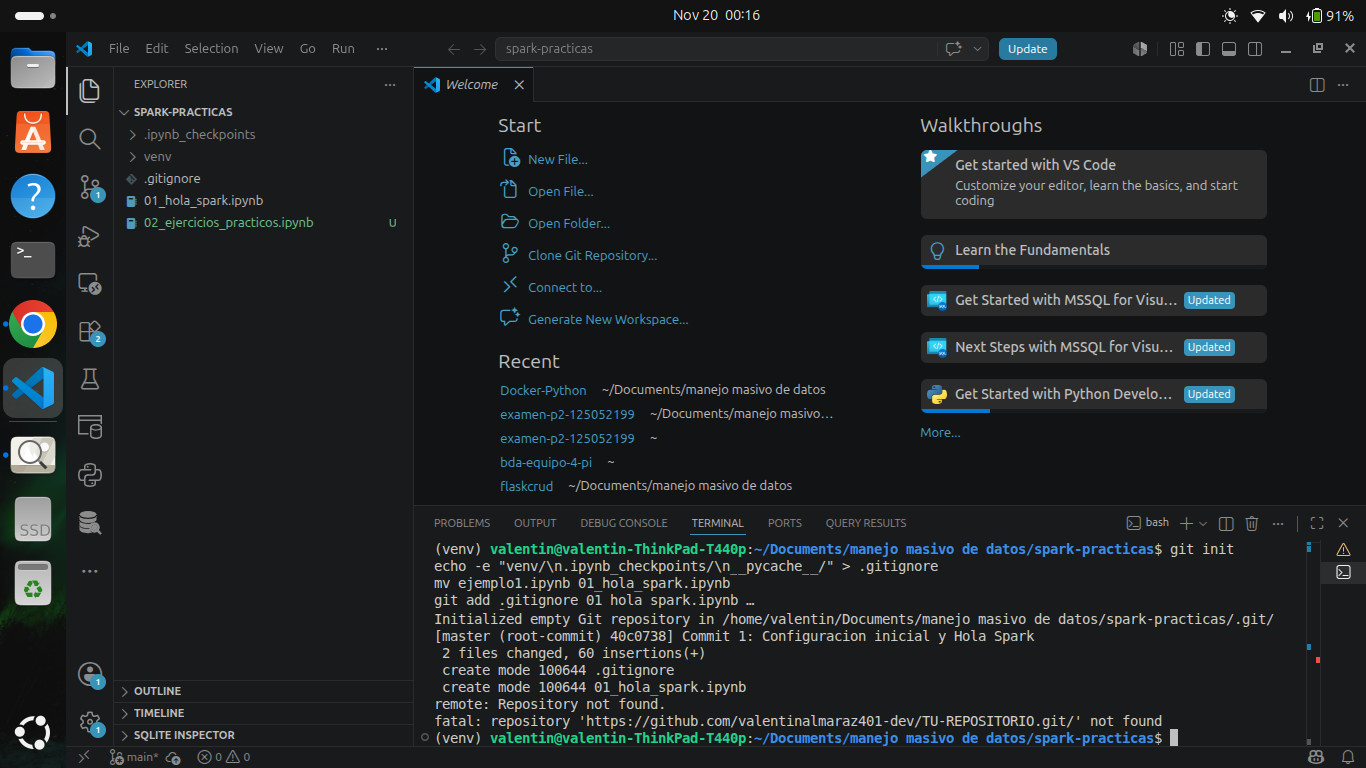 Nov 20 00:16
91%
File Edit Selection View Go Run ···
spark-practicas
Update
EXPLORER
SPARK-PRACTICAS
.ipynb_checkpoints
venv
.gitignore
01_hola_spark.ipynb
02_ejercicios_practicos.ipynb U
OUTLINE
TIMELINE
SQLITE INSPECTOR
1
2
1
1
SSD
Welcome
Start
New File...
Open File...
Open Folder...
Clone Git Repository...
Connect to...
Generate New Workspace...
Recent
Docker-Python ~/Documents/manejo masivo de datos
examen-p2-125052199 ~/Documents/manejo masivo…
examen-p2-125052199 ~
bda-equipo-4-pi ~
flaskcrud ~/Documents/manejo masivo de datos
Walkthroughs
Get started with VS Code
Customize your editor, learn the basics, and start
coding
Learn the Fundamentals
Get Started with MSSQL for Visu... Updated
Next Steps with MSSQL for Visu... Updated
Get Started with Python Develo... Updated
More...
PROBLEMS OUTPUT DEBUG CONSOLE TERMINAL PORTS QUERY RESULTS
bash
(venv) valentin@valentin-ThinkPad-T440p:~/Documents/manejo masivo de datos/spark-practicas$ git init
echo -e "venv/\n.ipynb_checkpoints/\n__pycache__/" > .gitignore
mv ejemplo1.ipynb 01_hola_spark.ipynb
git add .gitignore 01 hola spark.ipynb …
Initialized empty Git repository in /home/valentin/Documents/manejo masivo de datos/spark-practicas/.git/
[master (root-commit) 40c0738] Commit 1: Configuracion inicial y Hola Spark
2 files changed, 60 insertions(+)
create mode 100644 .gitignore
create mode 100644 01_hola_spark.ipynb
remote: Repository not found.
fatal: repository 'https://github.com/valentinalmaraz401-dev/TU-REPOSITORIO.git/' not found
(venv) valentin@valentin-ThinkPad-T440p:~/Documents/manejo masivo de datos/spark-practicas$
main* 0 0